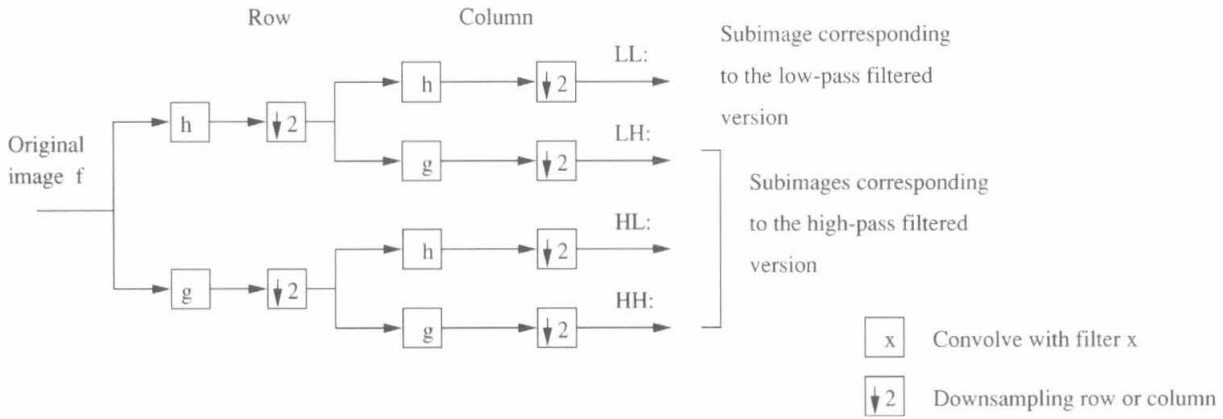 Row
Column
Original
image f
h
↓2
h
↓2
LL:
g
↓2
LH:
g
↓2
h
↓2
HL:
g
↓2
HH:
Subimage corresponding
to the low-pass filtered
version
Subimages corresponding
to the high-pass filtered
version
x Convolve with filter x
↓2 Downsampling row or column